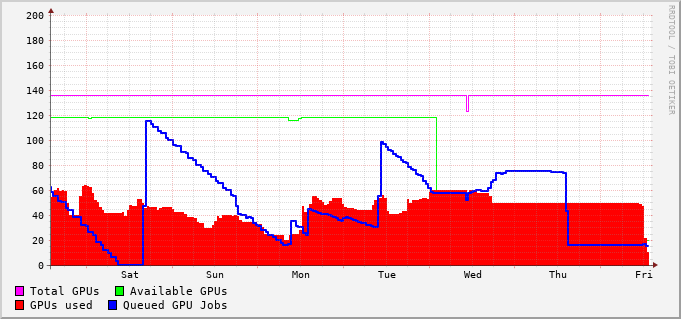 200
180
160
140
120
100
80
60
40
20
0
Sat Sun Mon Tue Wed Thu Fri
Total GPUs Available GPUs
GPUs used Queued GPU Jobs
RRDTOOL / TOBI OETIKER